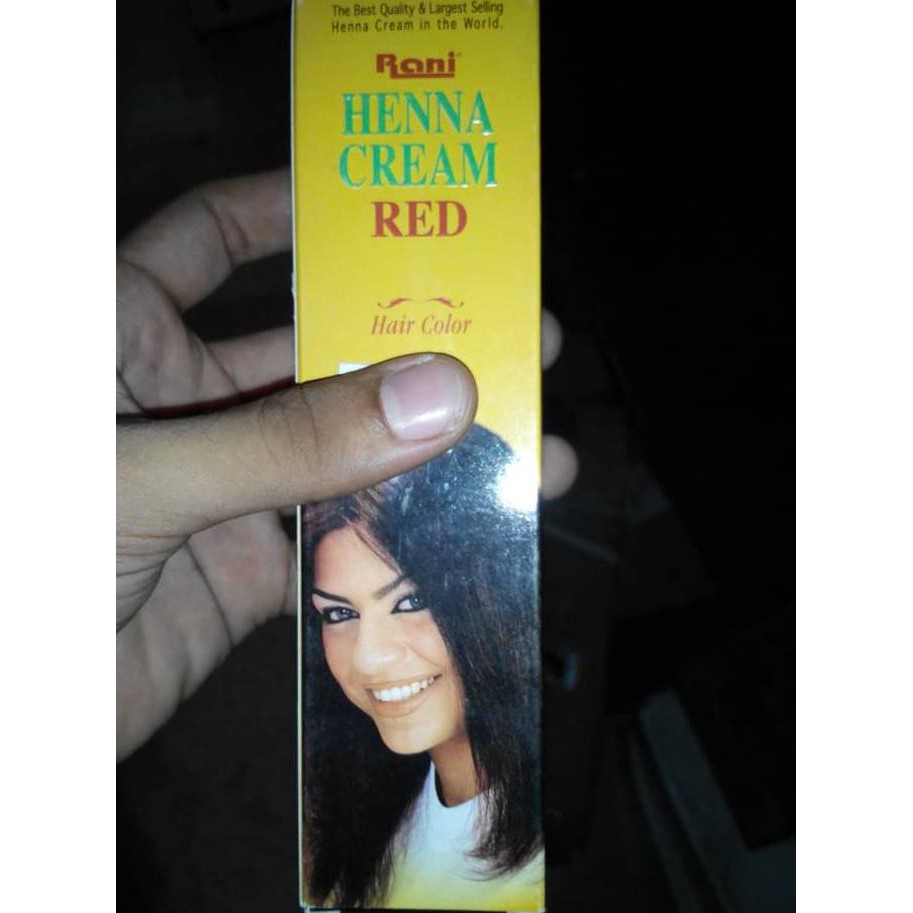 The Best Quality & Largest Selling
Henna Cream in the World.
Rani
HENNA
CREAM
RED
Hair Color